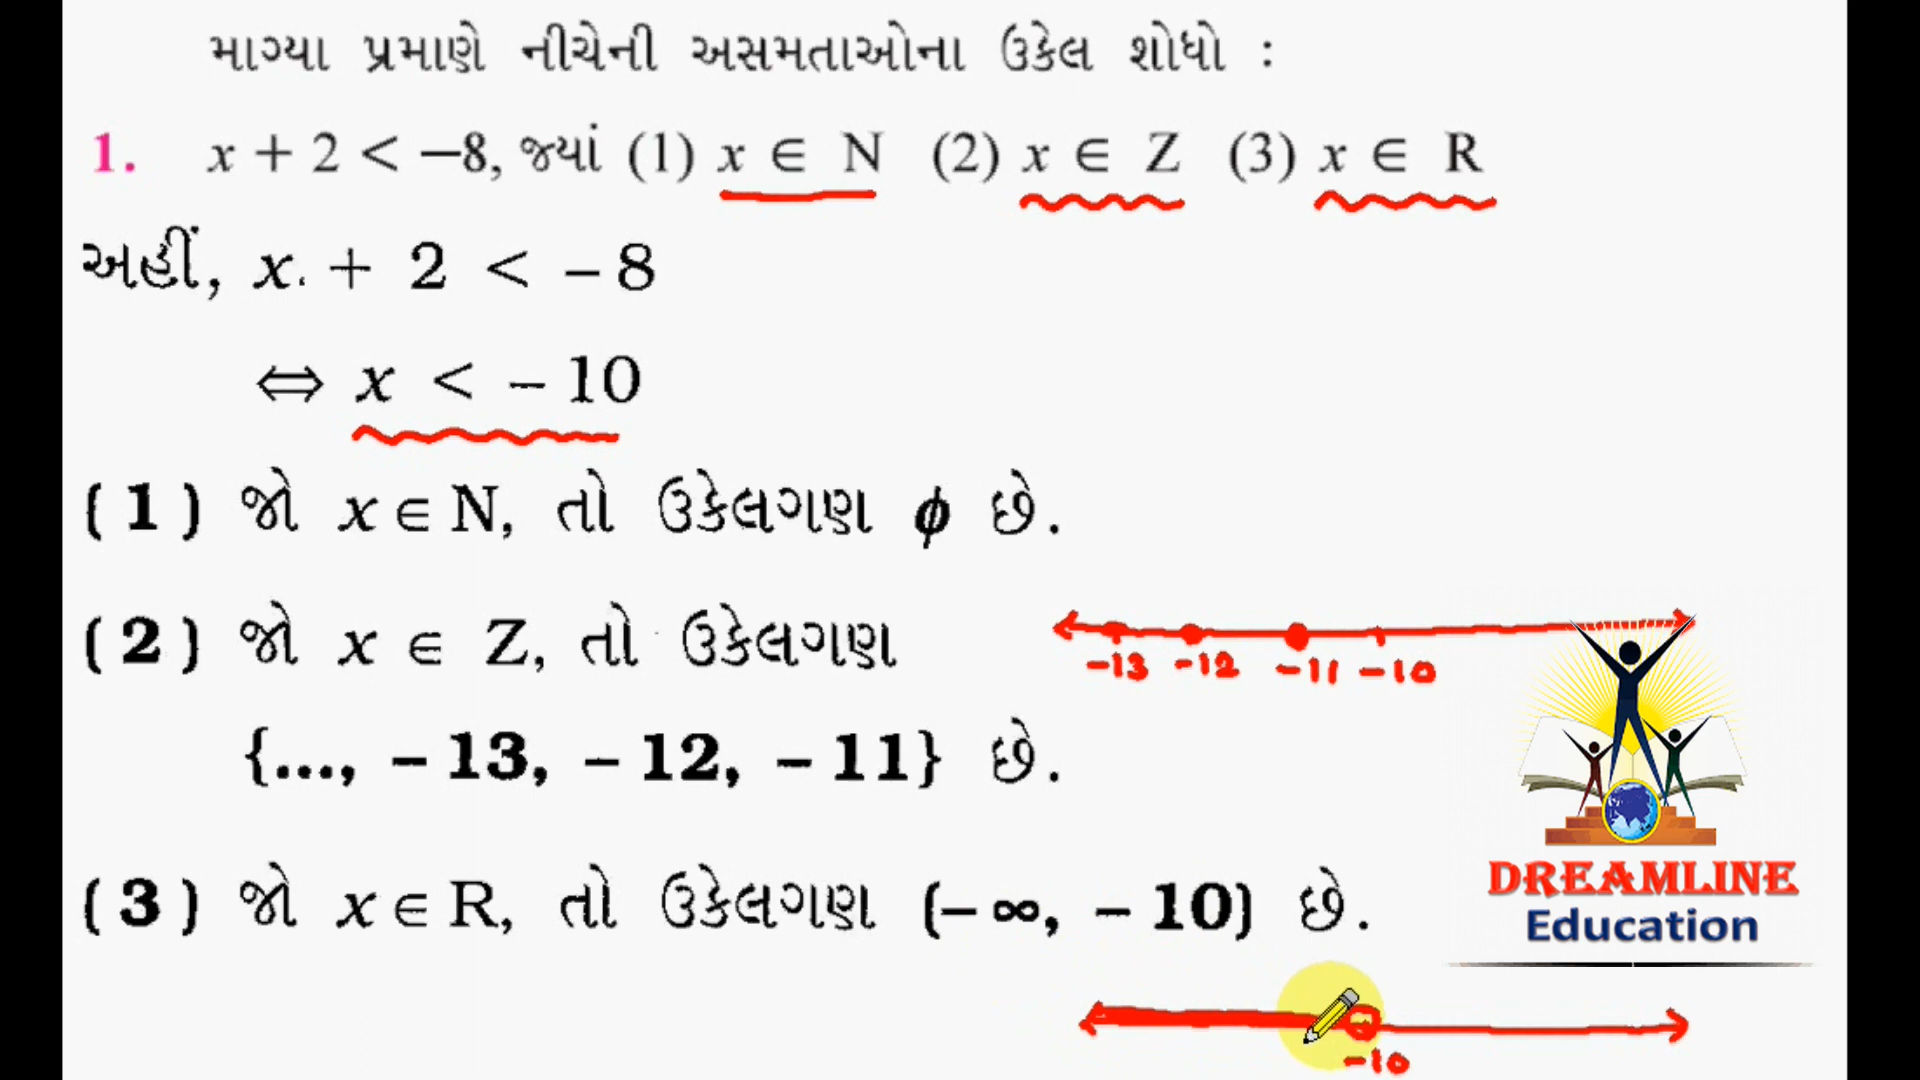 માગ્યા પ્રમાણે નીચેની અસમતાઓના ઉકેલ શોધો :
1. x + 2 < –8, જ્યાં (1) x ∈ N (2) x ∈ Z (3) x ∈ R
અહીં, x + 2 < – 8
⇔ x < – 10
(1) જો x ∈ N, તો ઉકેલગણ ϕ છે.
(2) જો x ∈ Z, તો ઉકેલગણ
-13 -12 -11 -10
{..., – 13, – 12, – 11} છે.
(3) જો x ∈ R, તો ઉકેલગણ (– ∞, – 10) છે.
DREAMLINE
Education
-10